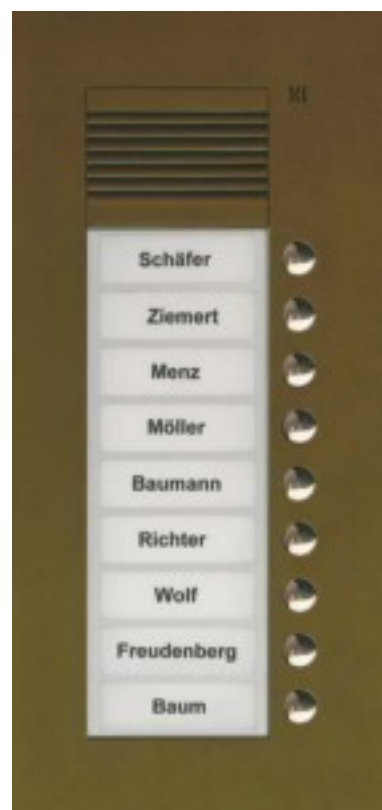 Schäfer
Ziemert
Menz
Möller
Baumann
Richter
Wolf
Freudenberg
Baum